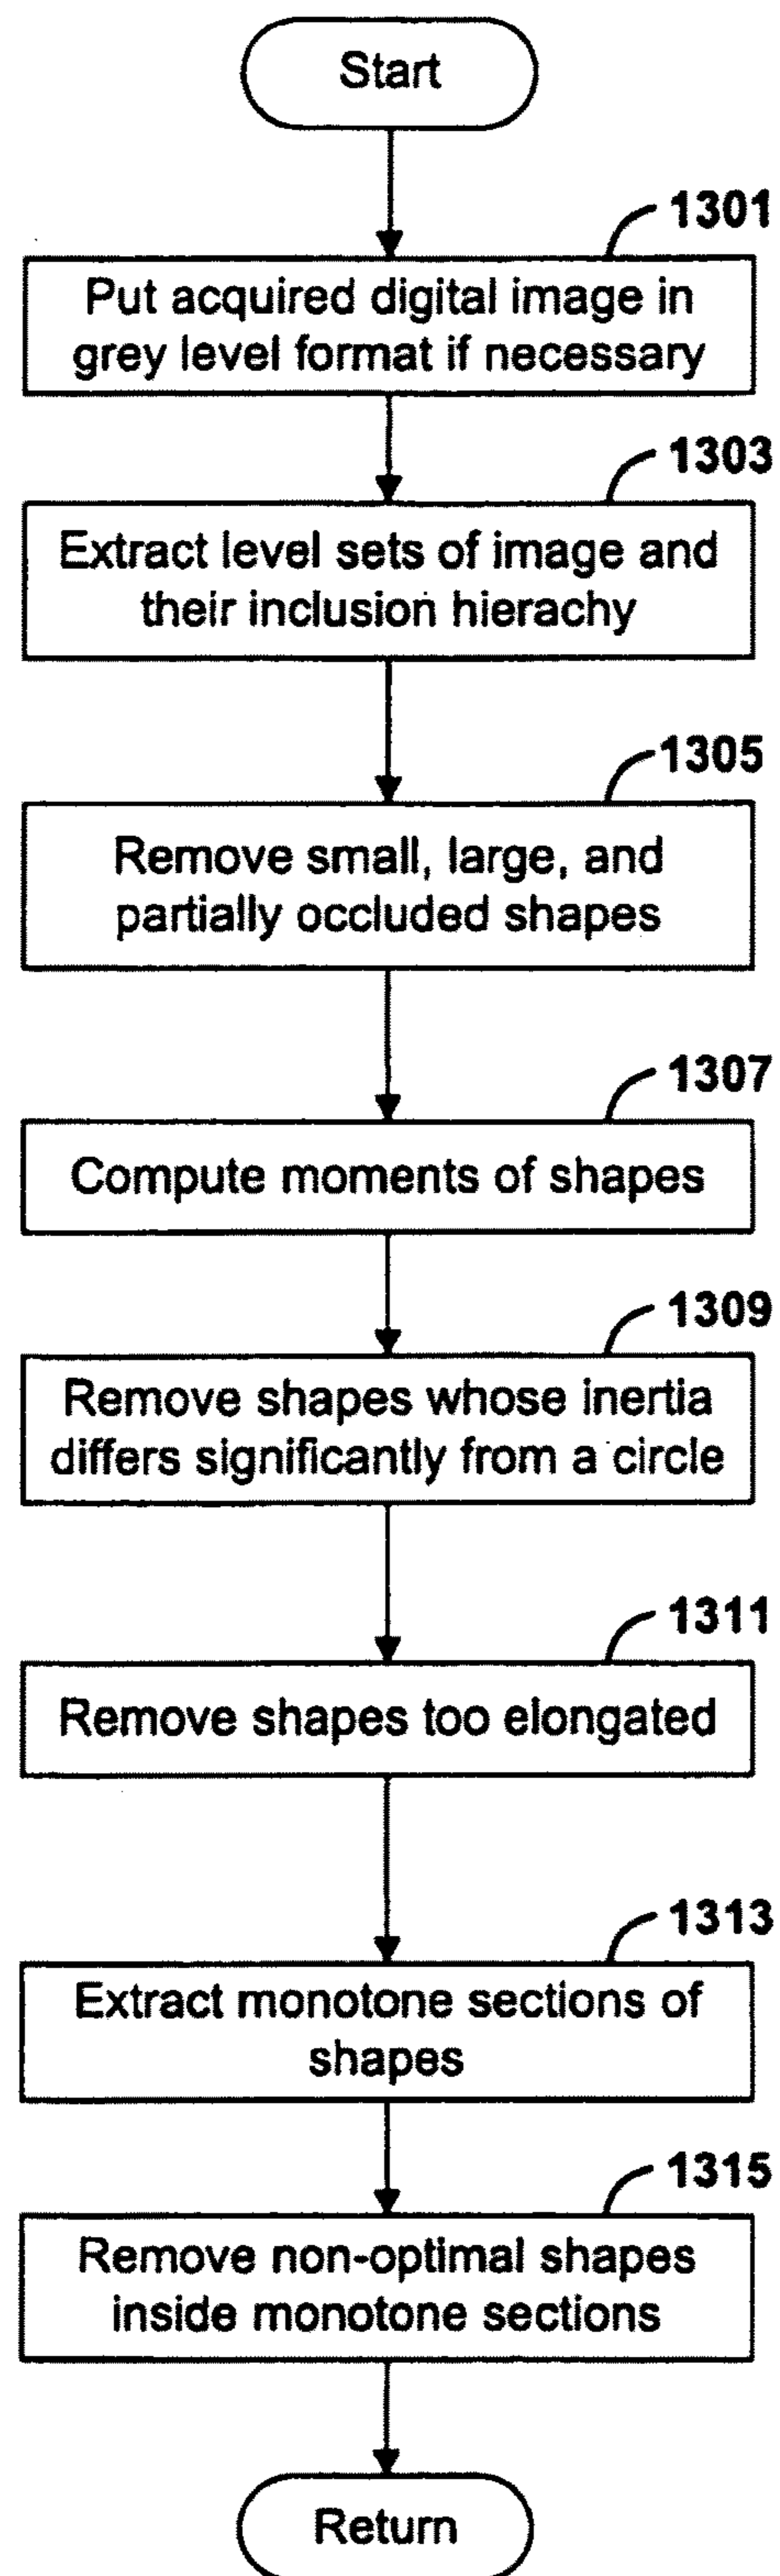 Start
1301
Put acquired digital image in
grey level format if necessary
1303
Extract level sets of image and
their inclusion hierachy
1305
Remove small, large, and
partially occluded shapes
1307
Compute moments of shapes
1309
Remove shapes whose inertia
differs significantly from a circle
1311
Remove shapes too elongated
1313
Extract monotone sections of
shapes
1315
Remove non-optimal shapes
inside monotone sections
Return